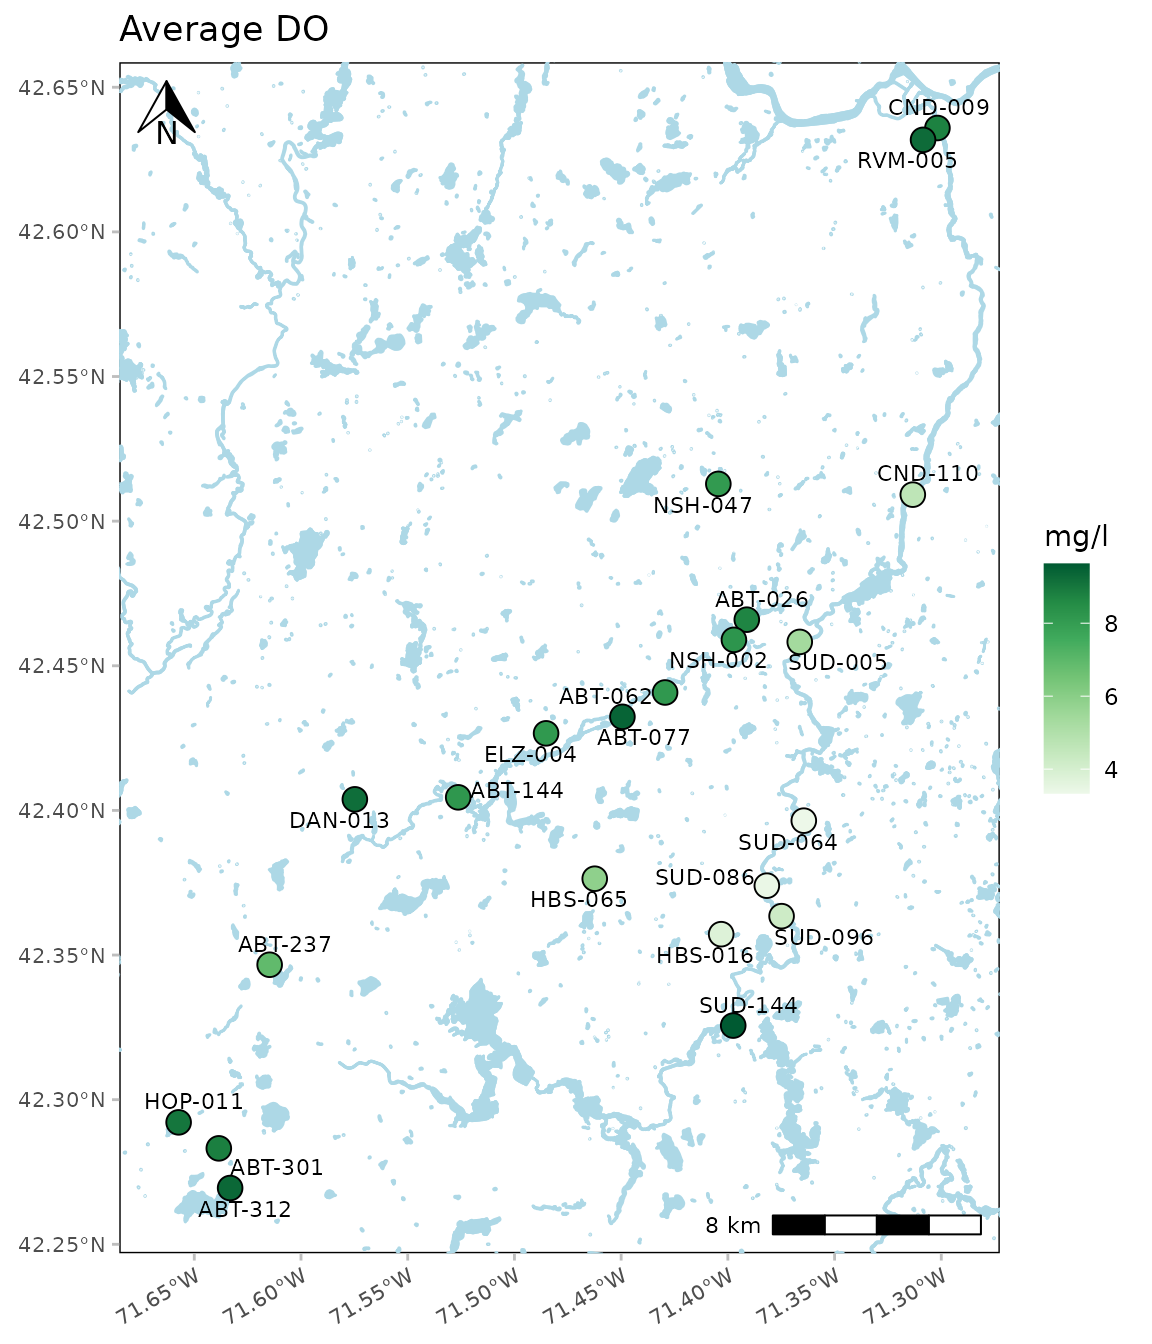 Average DO
42.65°N
N
CND-009
RVM-005
42.60°N
42.55°N
CND-110
NSH-047
42.50°N
mg/l
ABT-026
8
NSH-002
SUD-005
42.45°N
ABT-062
6
ABT-077
ELZ-004
4
ABT-144
42.40°N
DAN-013
SUD-064
SUD-086
HBS-065
SUD-096
ABT-237
HBS-016
42.35°N
SUD-144
42.30°N
HOP-011
ABT-301
ABT-312
8 km
42.25°N
71.65°W
71.60°W
71.55°W
71.50°W
71.45°W
71.40°W
71.35°W
71.30°W